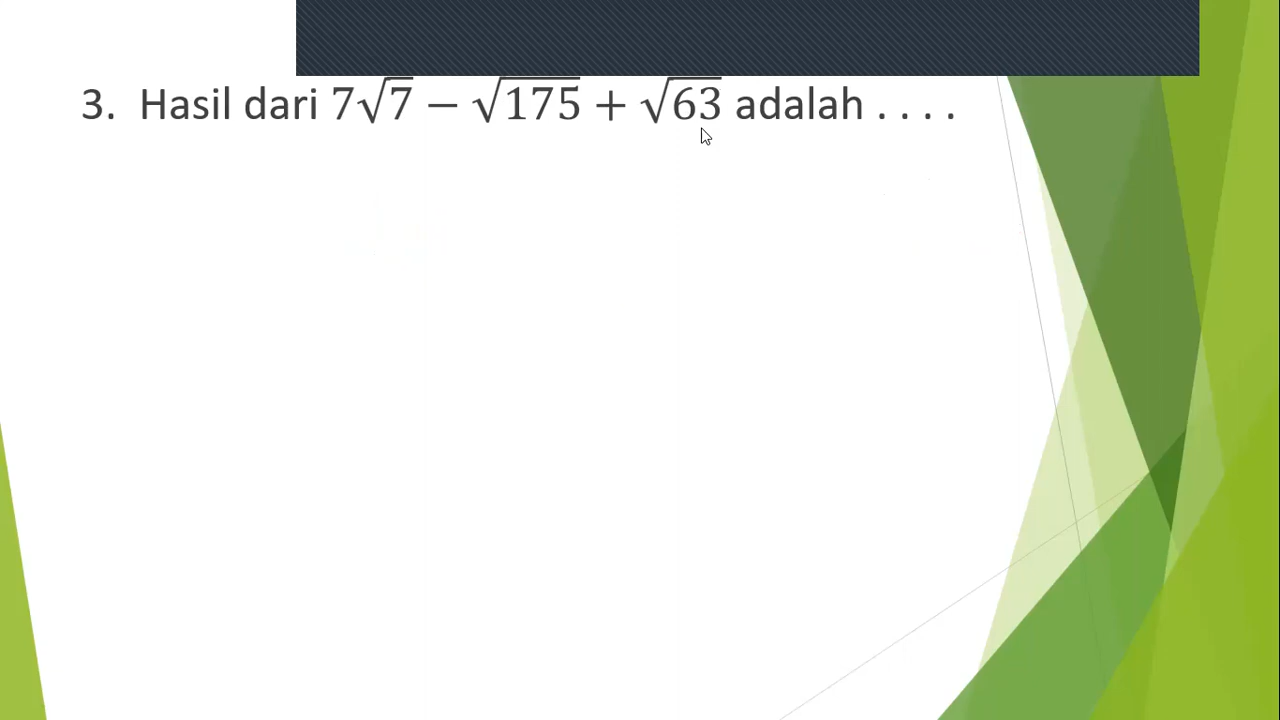 3. Hasil dari 7√7 − √175 + √63 adalah . . . .